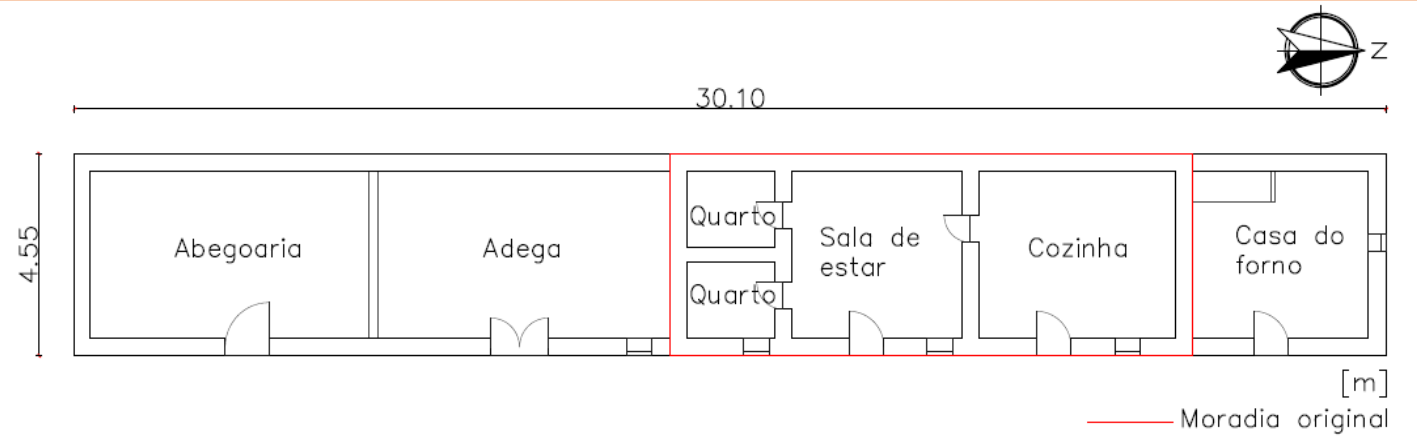 Z
30.10
4.55
Abegoaria
Adega
Quarto
Quarto
Sala de
estar
Cozinha
Casa do
forno
[m]
Moradia original